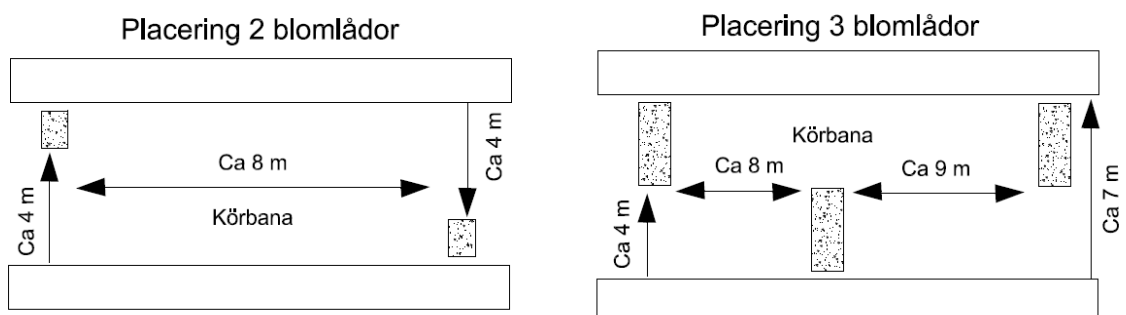 Placering 2 blomlådor
Ca 4 m
Ca 8 m
Körbana
Ca 4 m
Placering 3 blomlådor
Körbana
Ca 8 m
Ca 9 m
Ca 4 m
Ca 7 m